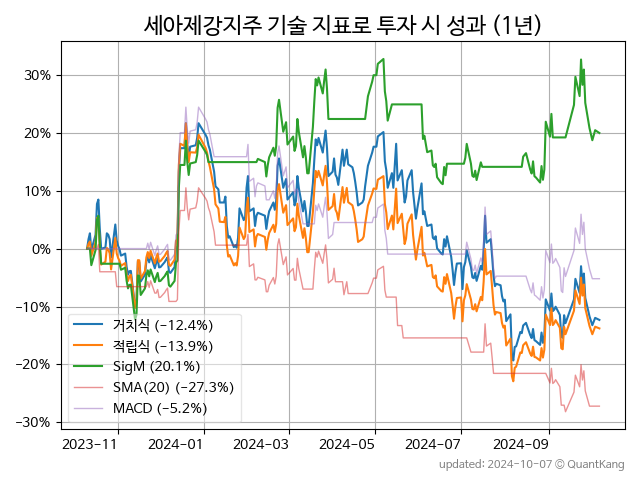 세아제강지주 기술 지표로 투자 시 성과 (1년)
30%
20%
10%
0%
−10%
−20%
−30%
거치식 (−12.4%)
적립식 (−13.9%)
SigM (20.1%)
SMA(20) (−27.3%)
MACD (−5.2%)
2023−11
2024−01
2024−03
2024−05
2024−07
2024−09
updated: 2024−10−07 © QuantKang